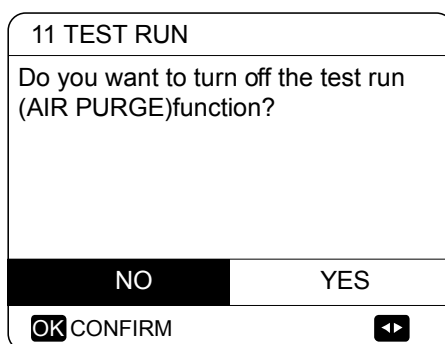 11 TEST RUN
Do you want to turn off the test run
(AIR PURGE)function?
NO YES
OK CONFIRM